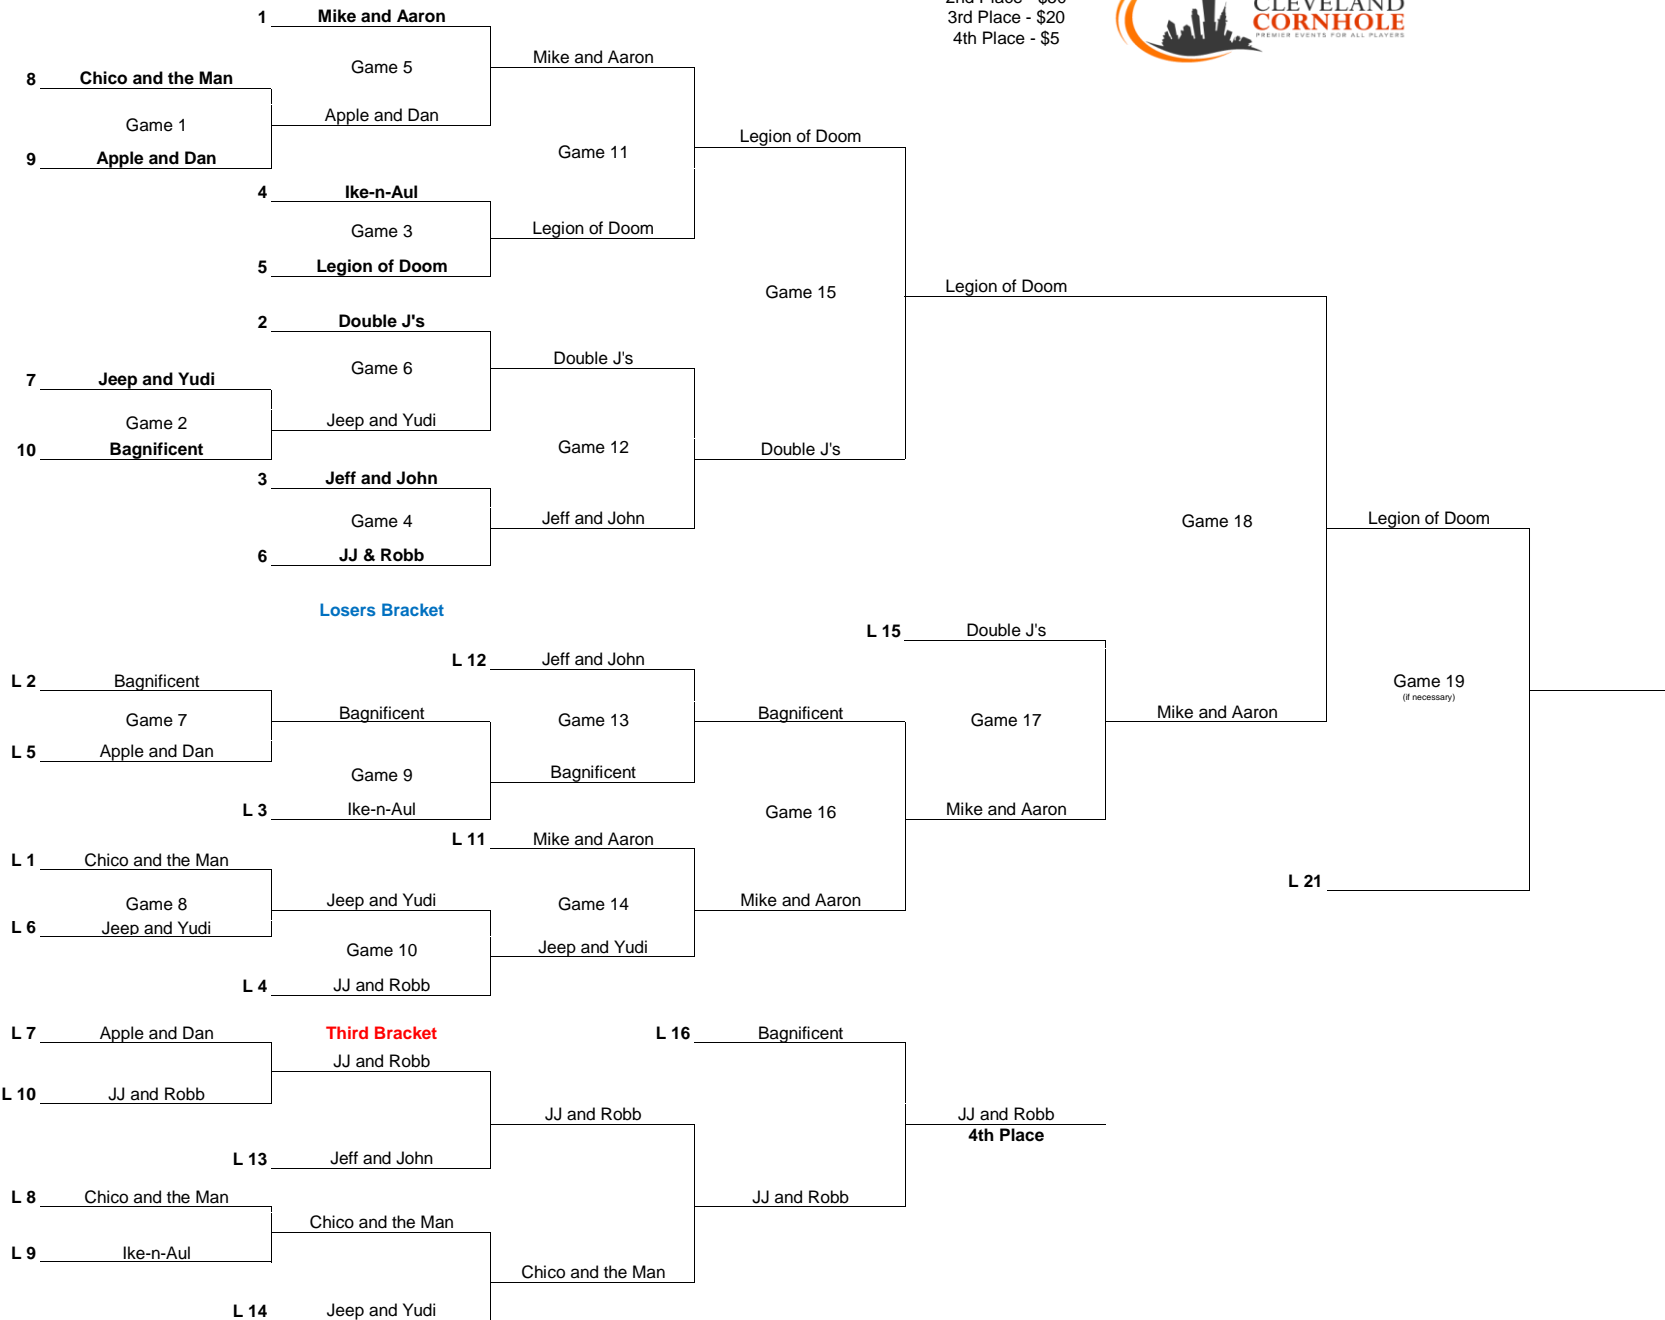 2nd Place - $30
3rd Place - $20
4th Place - $5
CLEVELAND
CORNHOLE
PREMIER EVENTS FOR ALL PLAYERS
1 Mike and Aaron
Game 5
Mike and Aaron
8 Chico and the Man
Game 1
Apple and Dan
9 Apple and Dan
Game 11
Legion of Doom
4 Ike-n-Aul
Game 3
Legion of Doom
5 Legion of Doom
Game 15
Legion of Doom
2 Double J's
Game 6
Double J's
7 Jeep and Yudi
Game 2
Jeep and Yudi
10 Bagnificent
Game 12
Double J's
3 Jeff and John
Game 4
Jeff and John
6 JJ & Robb
Game 18
Legion of Doom
Losers Bracket
L 15 Double J's
L 12 Jeff and John
L 2 Bagnificent
Game 7
Bagnificent
Game 13
Bagnificent
Game 17
Mike and Aaron
Game 19
(if necessary)
L 5 Apple and Dan
Game 9
Bagnificent
L 3 Ike-n-Aul
Game 16
Mike and Aaron
L 11 Mike and Aaron
L 1 Chico and the Man
Game 8
Jeep and Yudi
Game 14
Mike and Aaron
L 21
L 6 Jeep and Yudi
Game 10
Jeep and Yudi
L 4 JJ and Robb
L 7 Apple and Dan
Third Bracket
L 16 Bagnificent
JJ and Robb
L 10 JJ and Robb
JJ and Robb
JJ and Robb
4th Place
L 13 Jeff and John
L 8 Chico and the Man
JJ and Robb
Chico and the Man
L 9 Ike-n-Aul
Chico and the Man
L 14 Jeep and Yudi